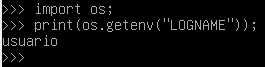 >>> import os;
>>> print(os.getenv("LOGNAME"));
usuario
>>>